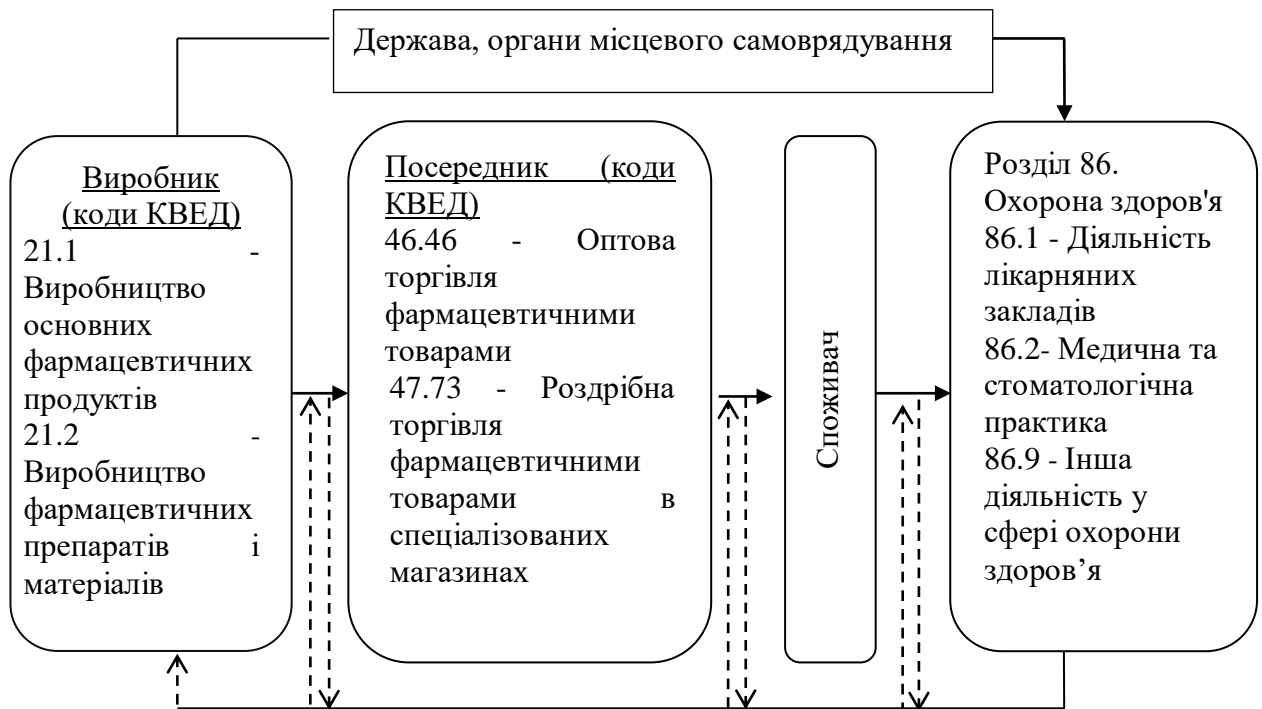 Держава, органи місцевого самоврядування
Виробник
(коди КВЕД)
21.1 -
Виробництво
основних
фармацевтичних
продуктів
21.2 -
Виробництво
фармацевтичних
препаратів і
матеріалів
Посередник (коди
КВЕД)
46.46 - Оптова
торгівля
фармацевтичними
товарами
47.73 - Роздрібна
торгівля
фармацевтичними
товарами в
спеціалізованих
магазинах
Споживач
Розділ 86.
Охорона здоров'я
86.1 - Діяльність
лікарняних
закладів
86.2- Медична та
стоматологічна
практика
86.9 - Інша
діяльність у
сфері охорони
здоров’я